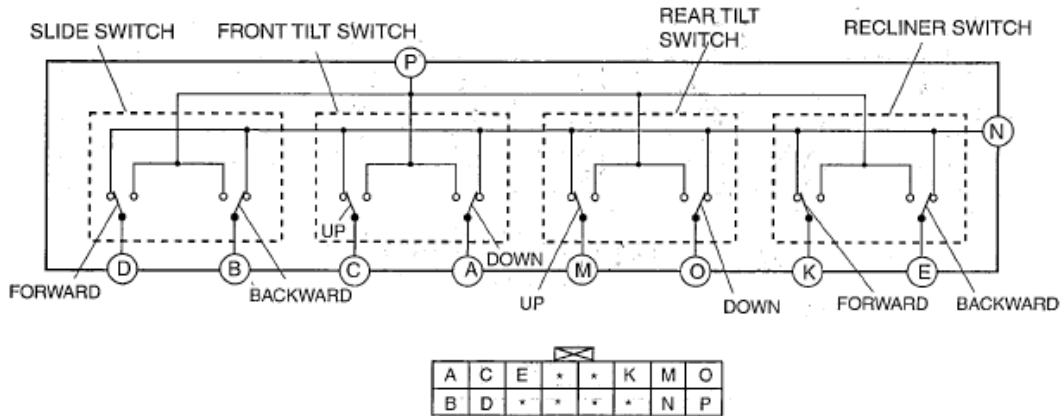 SLIDE SWITCH
FRONT TILT SWITCH
REAR TILT
SWITCH
RECLINER SWITCH
P
N
UP
DOWN
D
B
C
A
M
O
K
E
FORWARD
BACKWARD
UP
DOWN
FORWARD
BACKWARD
A C E * * K M O
B D * * * * N P